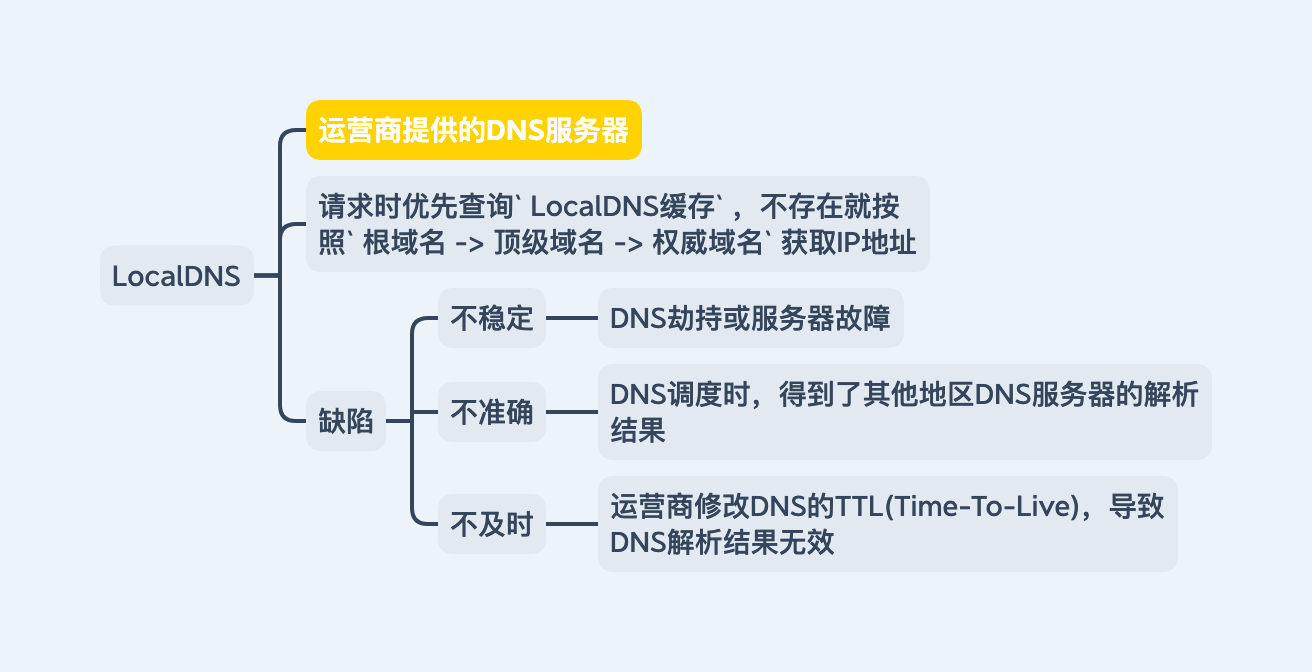 运营商提供的DNS服务器
请求时优先查询` LocalDNS缓存` ，不存在就按
照` 根域名 -> 顶级域名 -> 权威域名` 获取IP地址
LocalDNS
不稳定
DNS劫持或服务器故障
缺陷
不准确
DNS调度时，得到了其他地区DNS服务器的解析
结果
不及时
运营商修改DNS的TTL(Time-To-Live)，导致
DNS解析结果无效